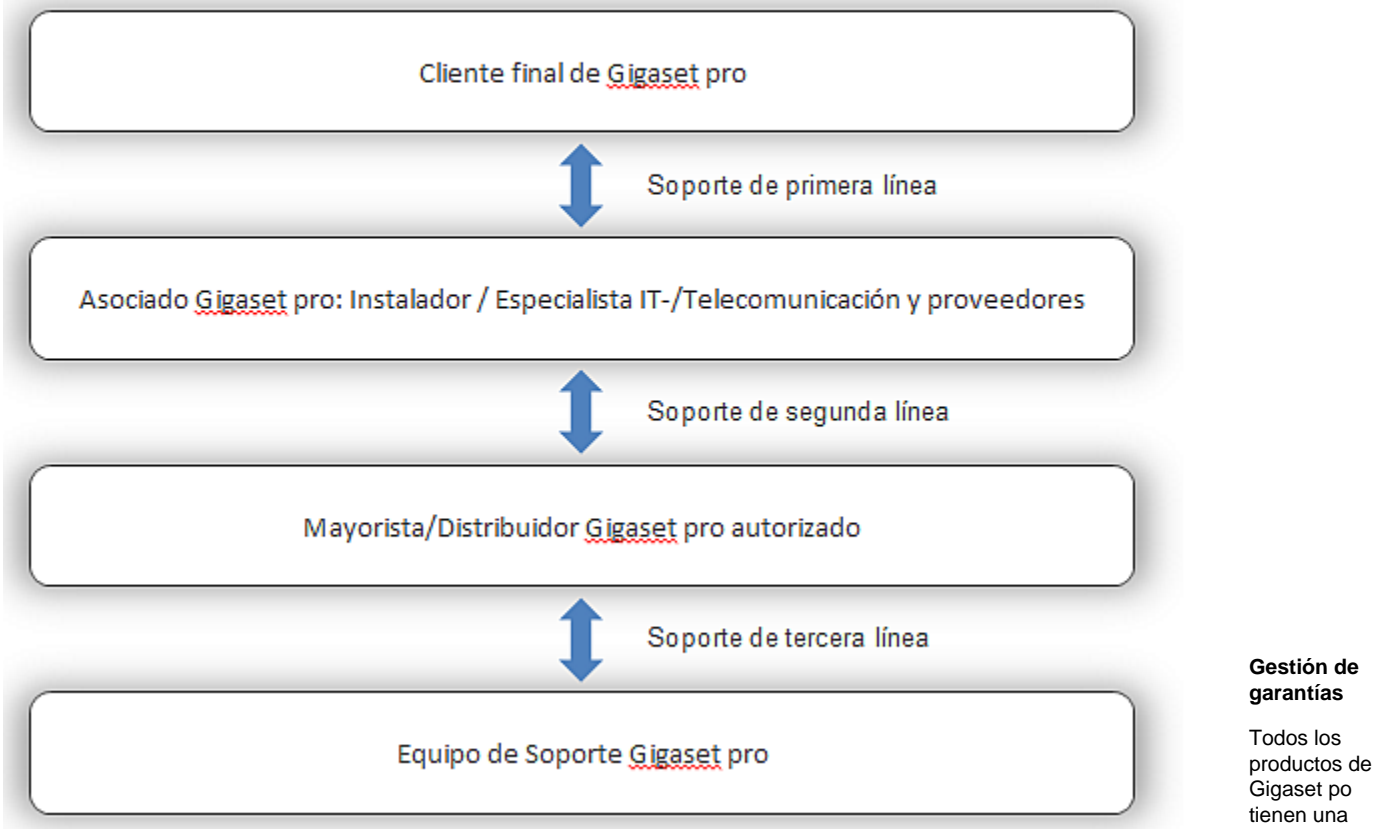 Cliente final de Gigaset pro
Soporte de primera línea
Asociado Gigaset pro: Instalador / Especialista IT-/Telecomunicación y proveedores
Soporte de segunda línea
Mayorista/Distribuidor Gigaset pro autorizado
Soporte de tercera línea
Equipo de Soporte Gigaset pro
Gestión de
garantías
Todos los
productos de
Gigaset po
tienen una